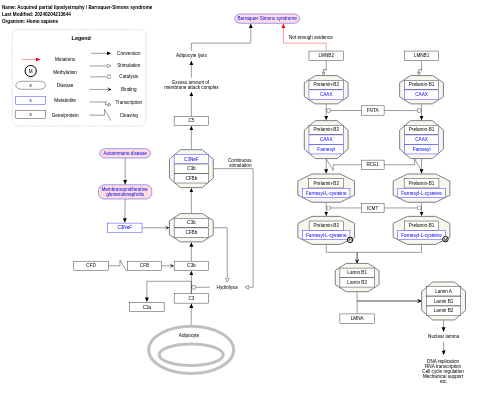 Name: Acquired partial lipodystrophy / Barraquer-Simons syndrome
Last Modified: 20240204213644
Organism: Homo sapiens
Legend
Mutations
M
Methylation
x
Disease
x
Metabolite
x
Gene/protein
Conversion
Stimulation
Catalysis
Binding
Transcription
Cleaving
Barraquer-Simons syndrome
Not enough evidence
Adipocyte lysis
Excess amount of
membrane attack complex
C5
C3NeF
C3b
CFBb
Continuous
stimulation
Autoimmune disease
Membranoproliferative
glomerulonephritis
C3NeF
C3b
CFBb
CFD
CFB
C3b
Hydrolysis
C3a
C3
Adipocyte
LMNB2
LMNB1
Prelamin-B2
CAAX
Prelamin-B1
CAAX
FNTA
Prelamin-B2
CAAX
Farnesyl
Prelamin-B1
CAAX
Farnesyl
RCE1
Prelamin-B2
Farnesyl-L-cysteine
Prelamin-B1
Farnesyl-L-cysteine
ICMT
Prelamin-B2
Farnesyl-L-cysteine
M
Prelamin-B1
Farnesyl-L-cysteine
M
Lamin B1
Lamin B2
LMNA
Lamin A
Lamin B1
Lamin B2
Nuclear lamina
DNA replication
RNA transcription
Cell cycle regulation
Mechanical support
etc.